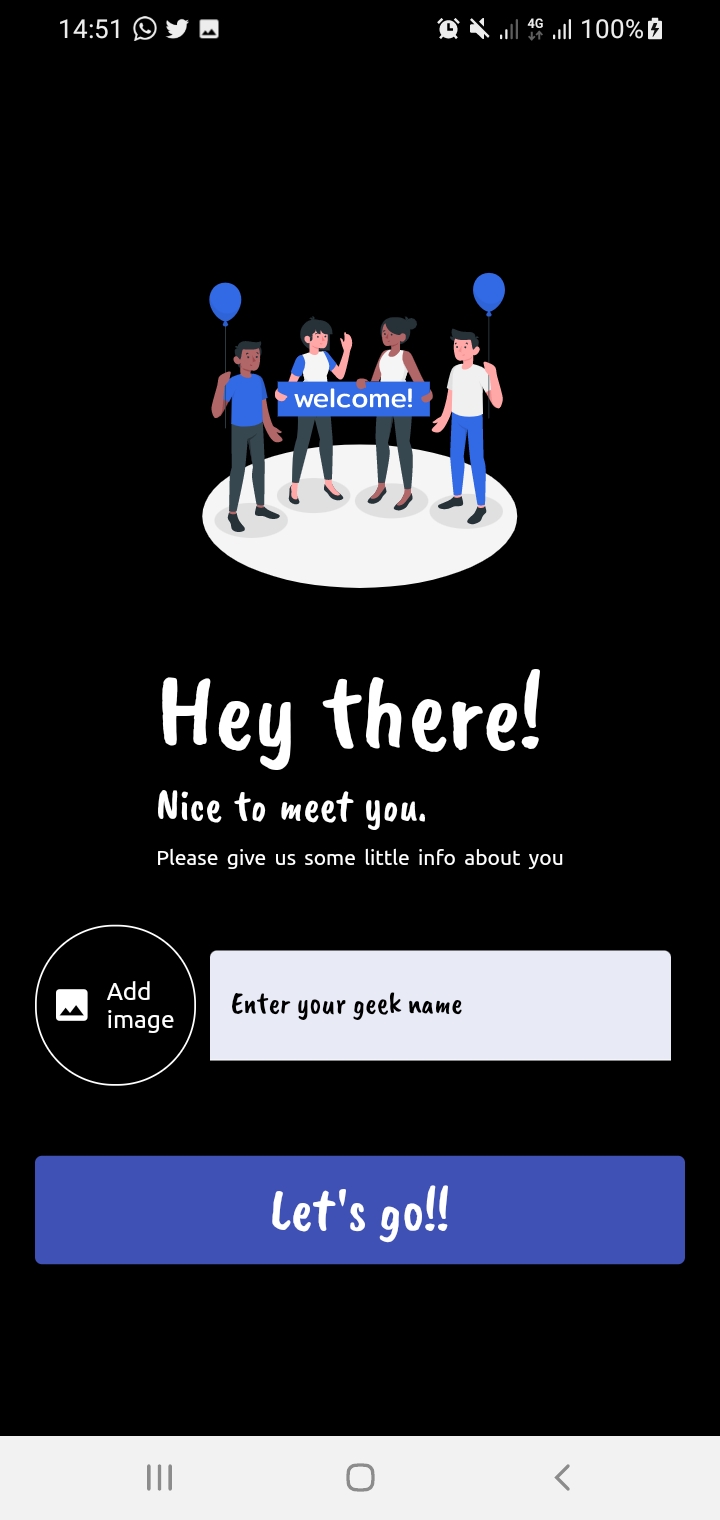 14:51 4G 100%
welcome!
Hey there!
Nice to meet you.
Please give us some little info about you
Add
image
Enter your geek name
Let's go!!